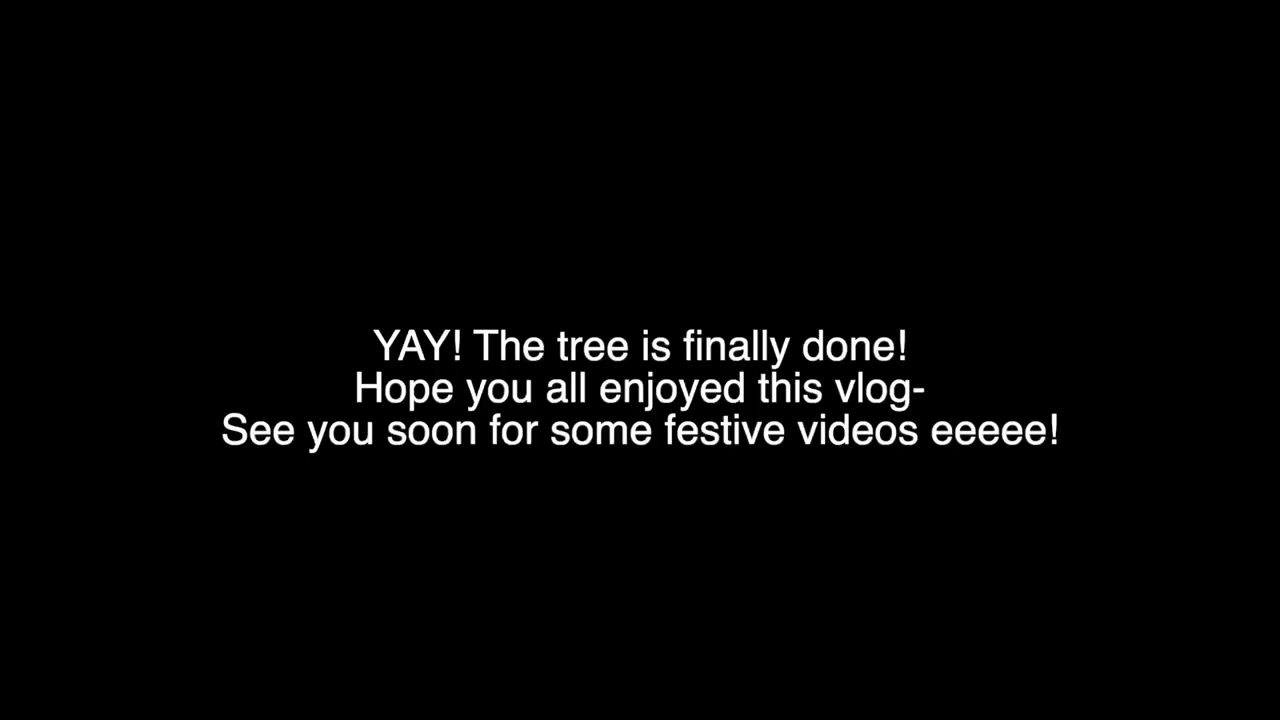 YAY! The tree is finally done!
Hope you all enjoyed this vlog-
See you soon for some festive videos eeeee!